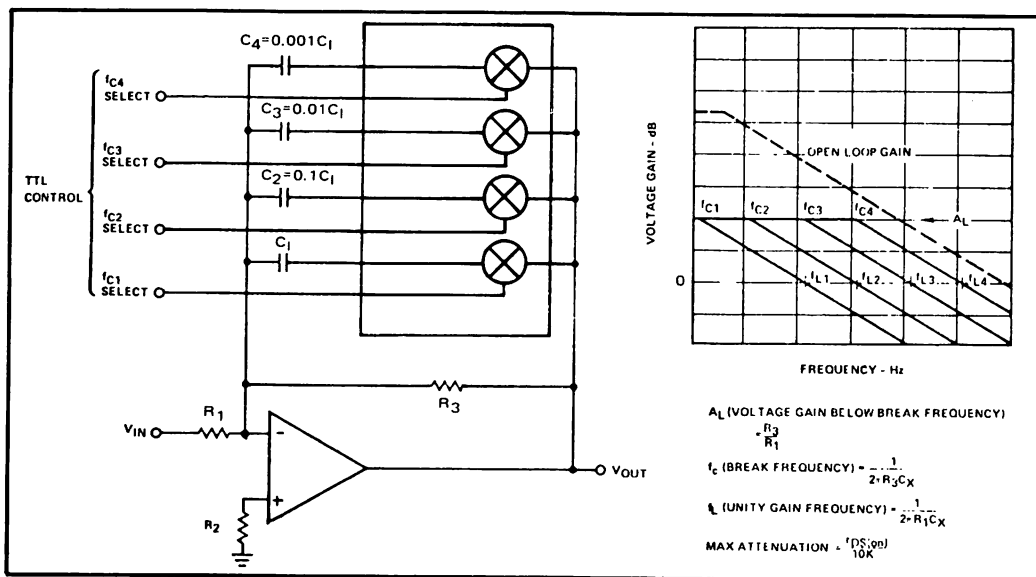 C4=0.001C1
fC4
SELECT
C3=0.01C1
fC3
SELECT
TTL
CONTROL
C2=0.1C1
fC2
SELECT
C1
fC1
SELECT
R1
VIN
R3
−
+
R2
VOUT
VOLTAGE GAIN - dB
OPEN LOOP GAIN
fC1 fC2 fC3 fC4
AL
0
fL1 fL2 fL3 fL4
FREQUENCY - Hz
AL (VOLTAGE GAIN BELOW BREAK FREQUENCY)
= R3/R1
fc (BREAK FREQUENCY) = 1/2πR3CX
fL (UNITY GAIN FREQUENCY) = 1/2πR1CX
MAX ATTENUATION = rDS(on)/10K